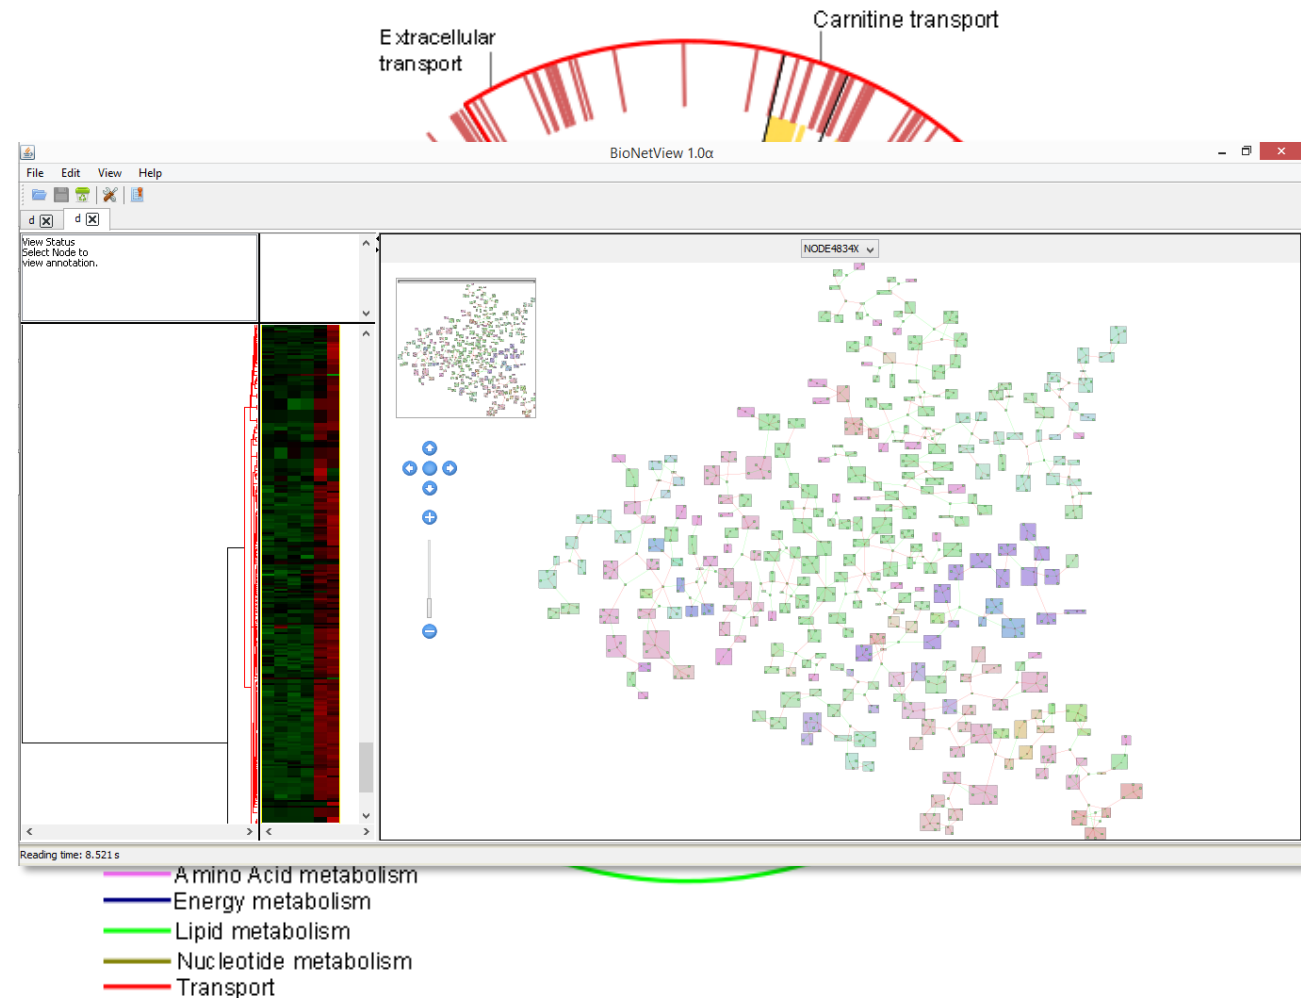 Carnitine transport
Extracellular
transport
BioNetView 1.0α
File Edit View Help
d d
View Status
Select Node to
view annotation.
NODE4834X
Reading time: 8.521 s
Amino Acid metabolism
Energy metabolism
Lipid metabolism
Nucleotide metabolism
Transport